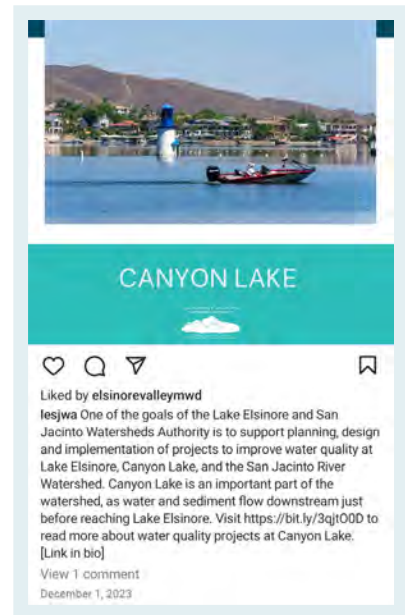 CANYON LAKE
Liked by elsinorevalleymwd
lesjwa One of the goals of the Lake Elsinore and San
Jacinto Watersheds Authority is to support planning, design
and implementation of projects to improve water quality at
Lake Elsinore, Canyon Lake, and the San Jacinto River
Watershed. Canyon Lake is an important part of the
watershed, as water and sediment flow downstream just
before reaching Lake Elsinore. Visit https://bit.ly/3qjtO0D to
read more about water quality projects at Canyon Lake.
[Link in bio]
View 1 comment
December 1, 2023